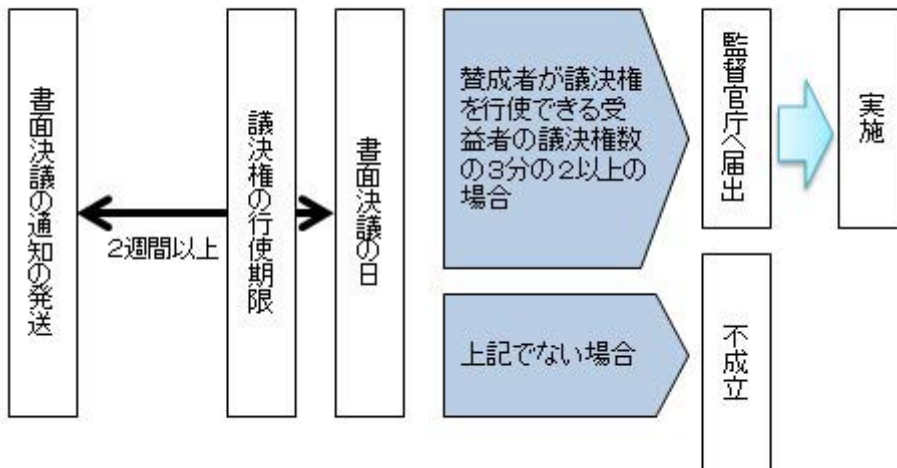 書面決議の通知の発送
2週間以上
議決権の行使期限
書面決議の日
賛成者が議決権
を行使できる受
益者の議決権数
の3分の2以上の
場合
監督官庁へ届出
実施
上記でない場合
不成立